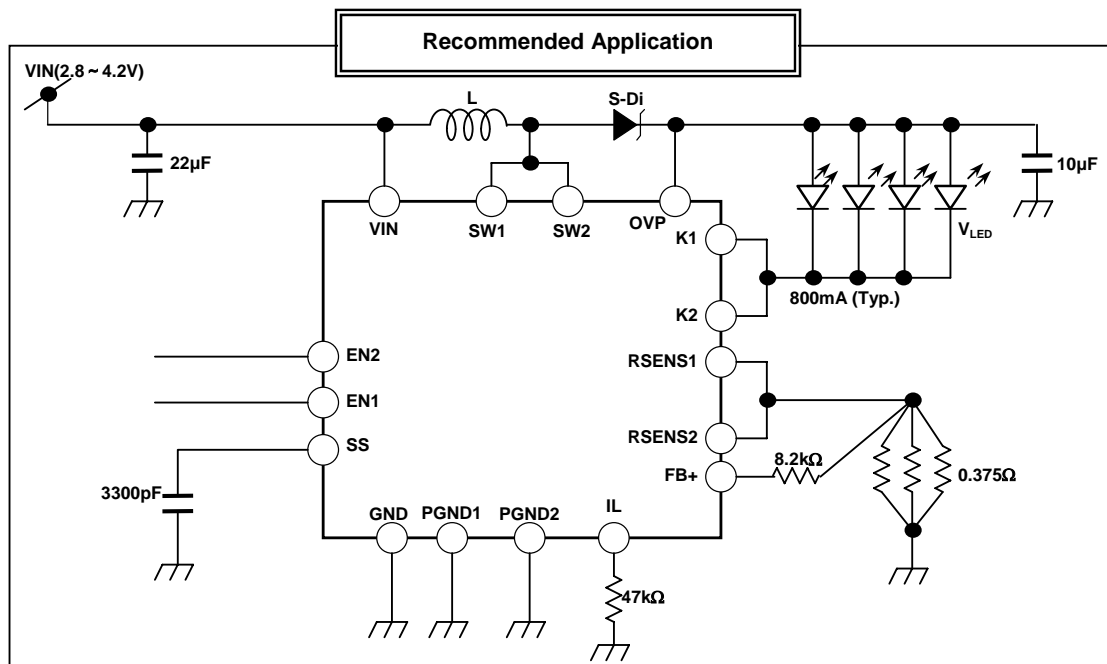 Recommended Application
VIN(2.8 ~ 4.2V)
L
S-Di
22µF
10µF
VIN
SW1
SW2
OVP
K1
VLED
800mA (Typ.)
K2
EN2
RSENS1
EN1
SS
RSENS2
8.2kΩ
FB+
0.375Ω
3300pF
GND
PGND1
PGND2
IL
47kΩ